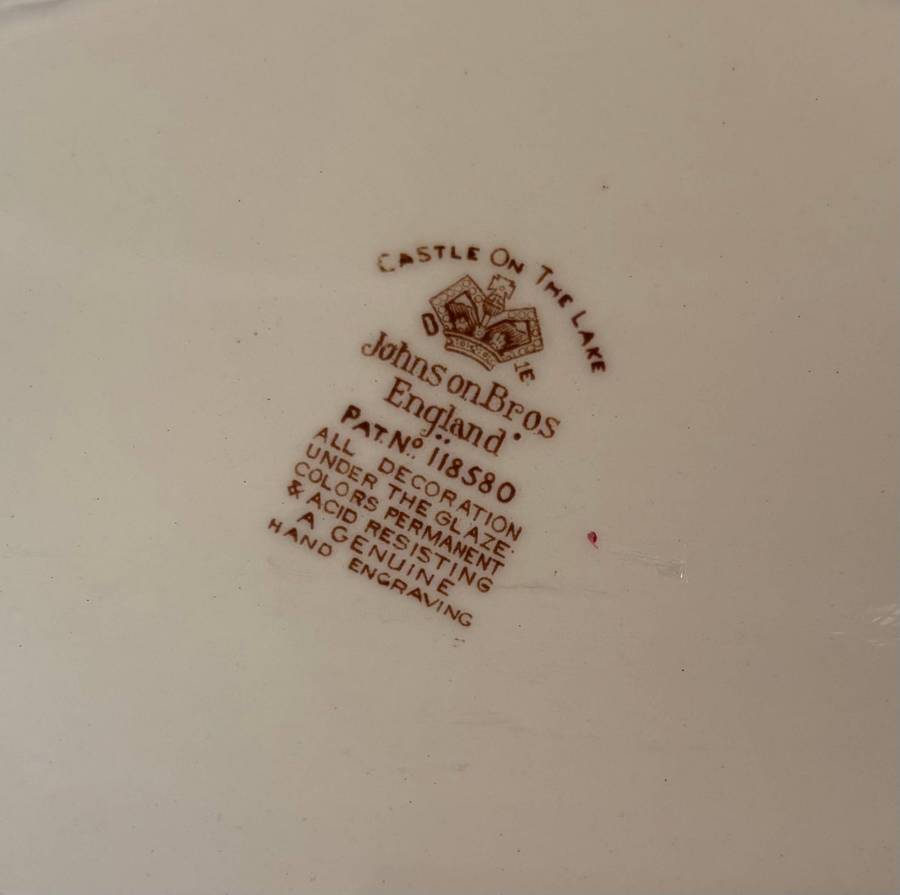 CASTLE ON THE LAKE
D
1E
Johnson Bros
England
PAT. Nº 118580
ALL DECORATION
UNDER THE GLAZE.
COLORS PERMANENT
& ACID RESISTING
A GENUINE
HAND ENGRAVING